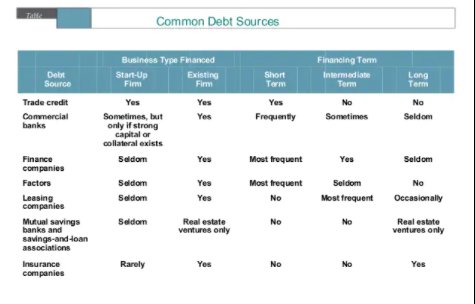 Table
Common Debt Sources
Business Type Financed Financing Term
Debt Source Start-Up Firm Existing Firm Short Term Intermediate Term Long Term
Trade credit Yes Yes Yes No No
Commercial banks Sometimes, but only if strong capital or collateral exists Yes Frequently Sometimes Seldom
Finance companies Seldom Yes Most frequent Yes Seldom
Factors Seldom Yes Most frequent Seldom No
Leasing companies Seldom Yes No Most frequent Occasionally
Mutual savings banks and savings-and-loan associations Seldom Real estate ventures only No No Real estate ventures only
Insurance companies Rarely Yes No No Yes